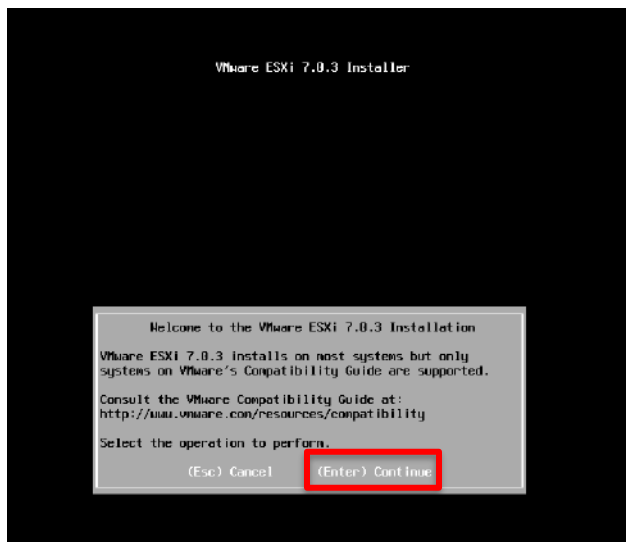 VMware ESXi 7.0.3 Installer
Welcome to the VMware ESXi 7.0.3 Installation
VMware ESXi 7.0.3 installs on most systems but only
systems on VMware's Compatibility Guide are supported.
Consult the VMware Compatibility Guide at:
http://www.vmware.com/resources/compatibility
Select the operation to perform.
(Esc) Cancel (Enter) Continue